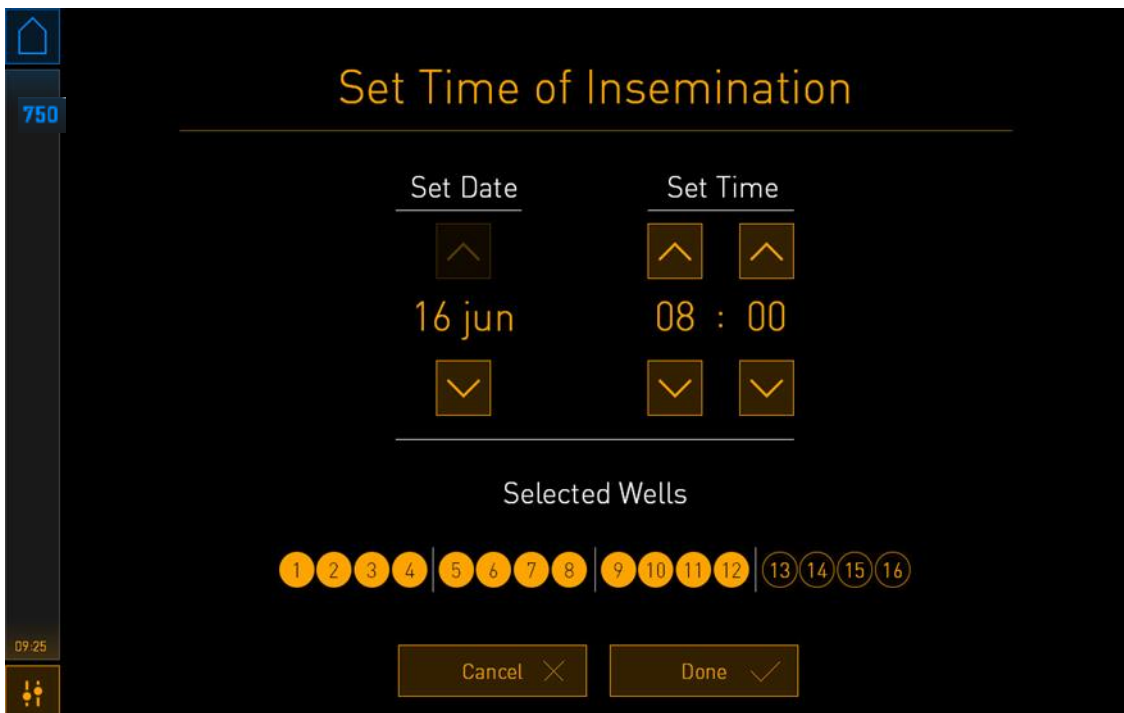 Set Time of Insemination
750
Set Date Set Time
16 jun 08 : 00
Selected Wells
1 2 3 4 5 6 7 8 9 10 11 12 13 14 15 16
09:25
Cancel Done